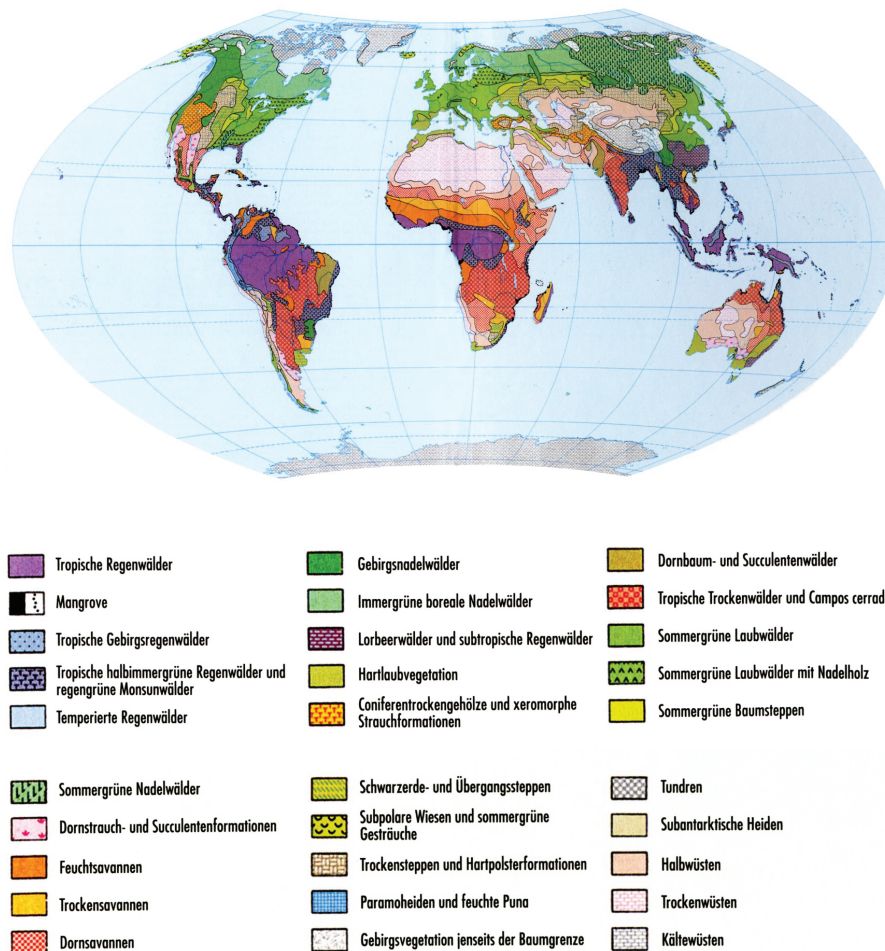 Tropische Regenwälder
Mangrove
Tropische Gebirgsregenwälder
Tropische halbimmergrüne Regenwälder und
regengrüne Monsunwälder
Temperierte Regenwälder
Gebirgsnadelwälder
Immergrüne boreale Nadelwälder
Lorbeerwälder und subtropische Regenwälder
Hartlaubvegetation
Coniferentrockengehölze und xeromorphe
Strauchformationen
Dornbaum- und Succulentenwälder
Tropische Trockenwälder und Campos cerrad
Sommergrüne Laubwälder
Sommergrüne Laubwälder mit Nadelholz
Sommergrüne Baumsteppen
Sommergrüne Nadelwälder
Dornstrauch- und Succulentenformationen
Feuchtsavannen
Trockensavannen
Dornsavannen
Schwarzerde- und Übergangssteppen
Subpolare Wiesen und sommergrüne
Gesträuche
Trockensteppen und Hartpolsterformationen
Paramoheiden und feuchte Puna
Gebirgsvegetation jenseits der Baumgrenze
Tundren
Subantarktische Heiden
Halbwüsten
Trockenwüsten
Kältewüsten